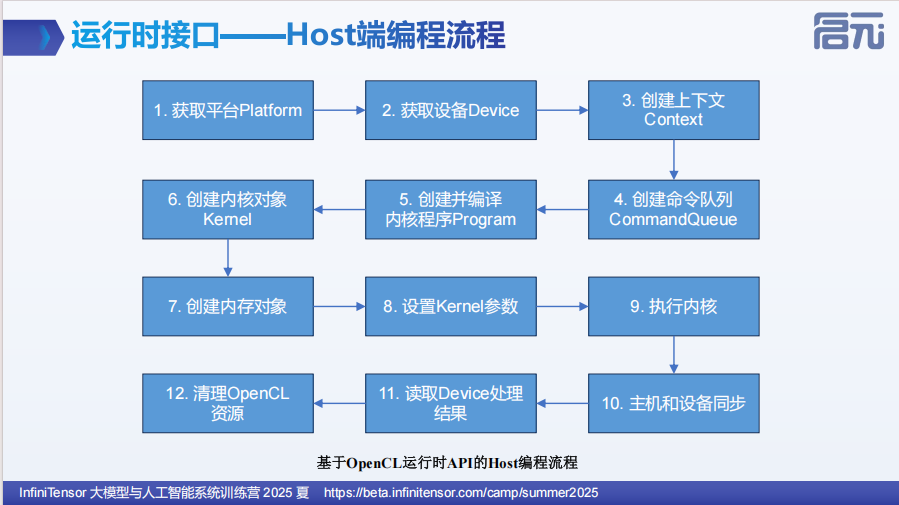 运行时接口——Host端编程流程
启元
1. 获取平台Platform
2. 获取设备Device
3. 创建上下文
Context
4. 创建命令队列
CommandQueue
5. 创建并编译
内核程序Program
6. 创建内核对象
Kernel
7. 创建内存对象
8. 设置Kernel参数
9. 执行内核
10. 主机和设备同步
11. 读取Device处理
结果
12. 清理OpenCL
资源
基于OpenCL运行时API的Host编程流程
InfiniTensor 大模型与人工智能系统训练营 2025 夏 https://beta.infinitensor.com/camp/summer2025